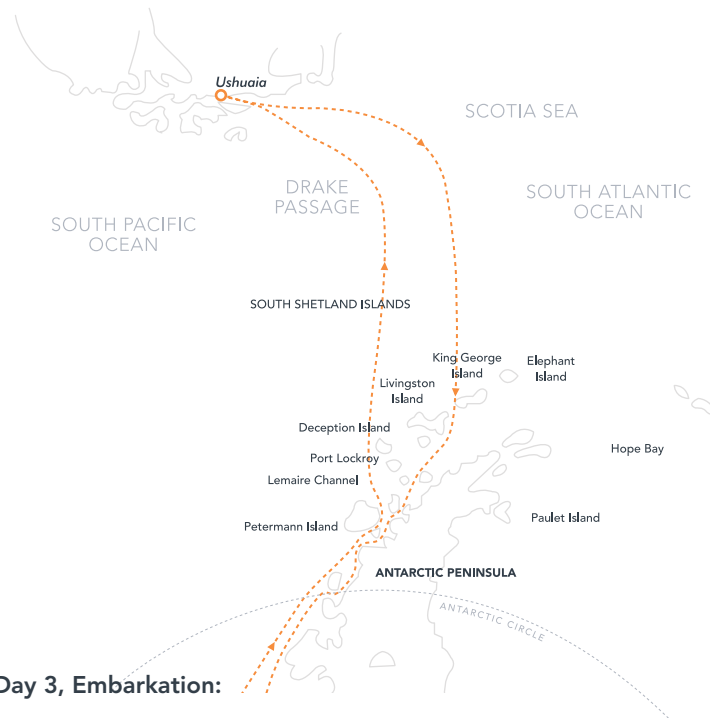 Ushuaia
SCOTIA SEA
DRAKE
PASSAGE
SOUTH ATLANTIC
OCEAN
SOUTH PACIFIC
OCEAN
SOUTH SHETLAND ISLANDS
King George
Island
Elephant
Island
Livingston
Island
Deception Island
Hope Bay
Port Lockroy
Lemaire Channel
Paulet Island
Petermann Island
ANTARCTIC PENINSULA
ANTARCTIC CIRCLE
Day 3, Embarkation: